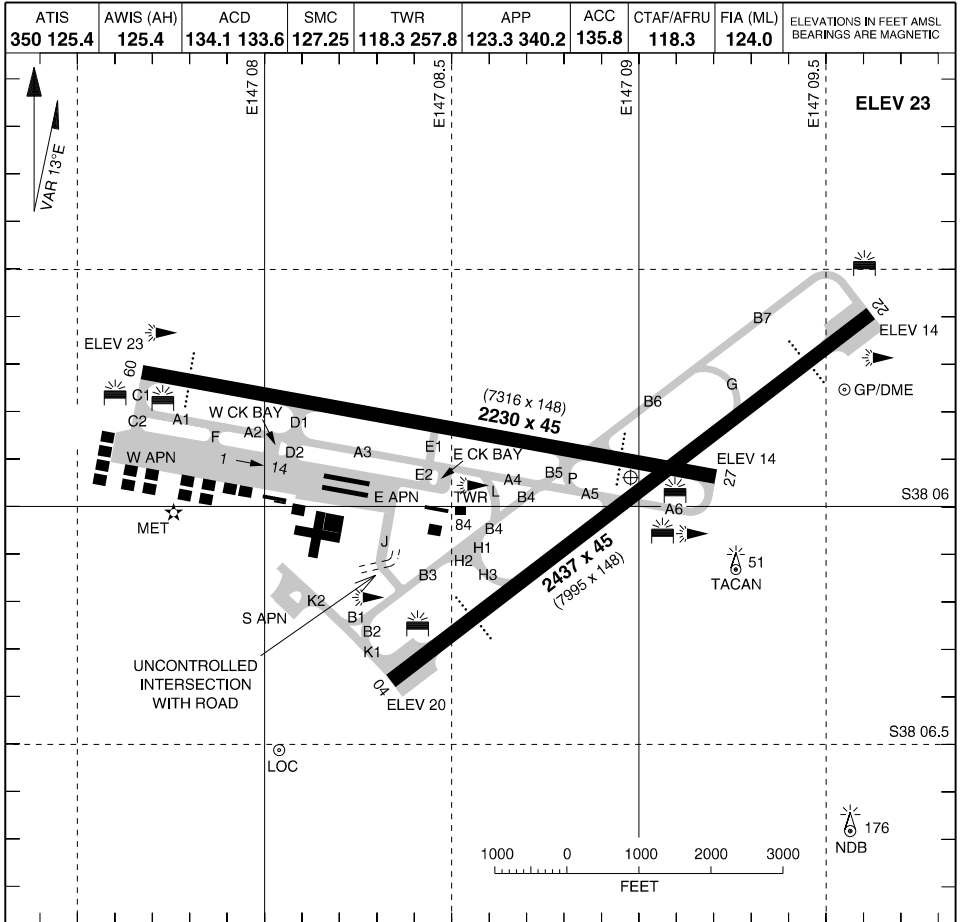 ATIS AWIS (AH) ACD SMC TWR APP ACC CTAF/AFRU FIA (ML) ELEVATIONS IN FEET AMSL
350 125.4 125.4 134.1 133.6 127.25 118.3 257.8 123.3 340.2 135.8 118.3 124.0 BEARINGS ARE MAGNETIC
E147 08
E147 08.5
E147 09
E147 09.5
ELEV 23
VAR 13°E
22
B7
ELEV 14
ELEV 23
09
GP/DME
G
C1
(7316 x 148)
2230 x 45
B6
W CK BAY
C2
A1
D1
F
A2
E1
D2
A3
E CK BAY
ELEV 14
W APN
1
14
E2
A4
B5
P
27
E APN
TWR
L
B4
A5
S38 06
A6
MET
84
B4
J
H1
2437 x 45
(7995 x 148)
H2
51
TACAN
B3
H3
K2
S APN
B1
B2
K1
UNCONTROLLED
INTERSECTION
WITH ROAD
04
ELEV 20
S38 06.5
LOC
176
NDB
1000 0 1000 2000 3000
FEET